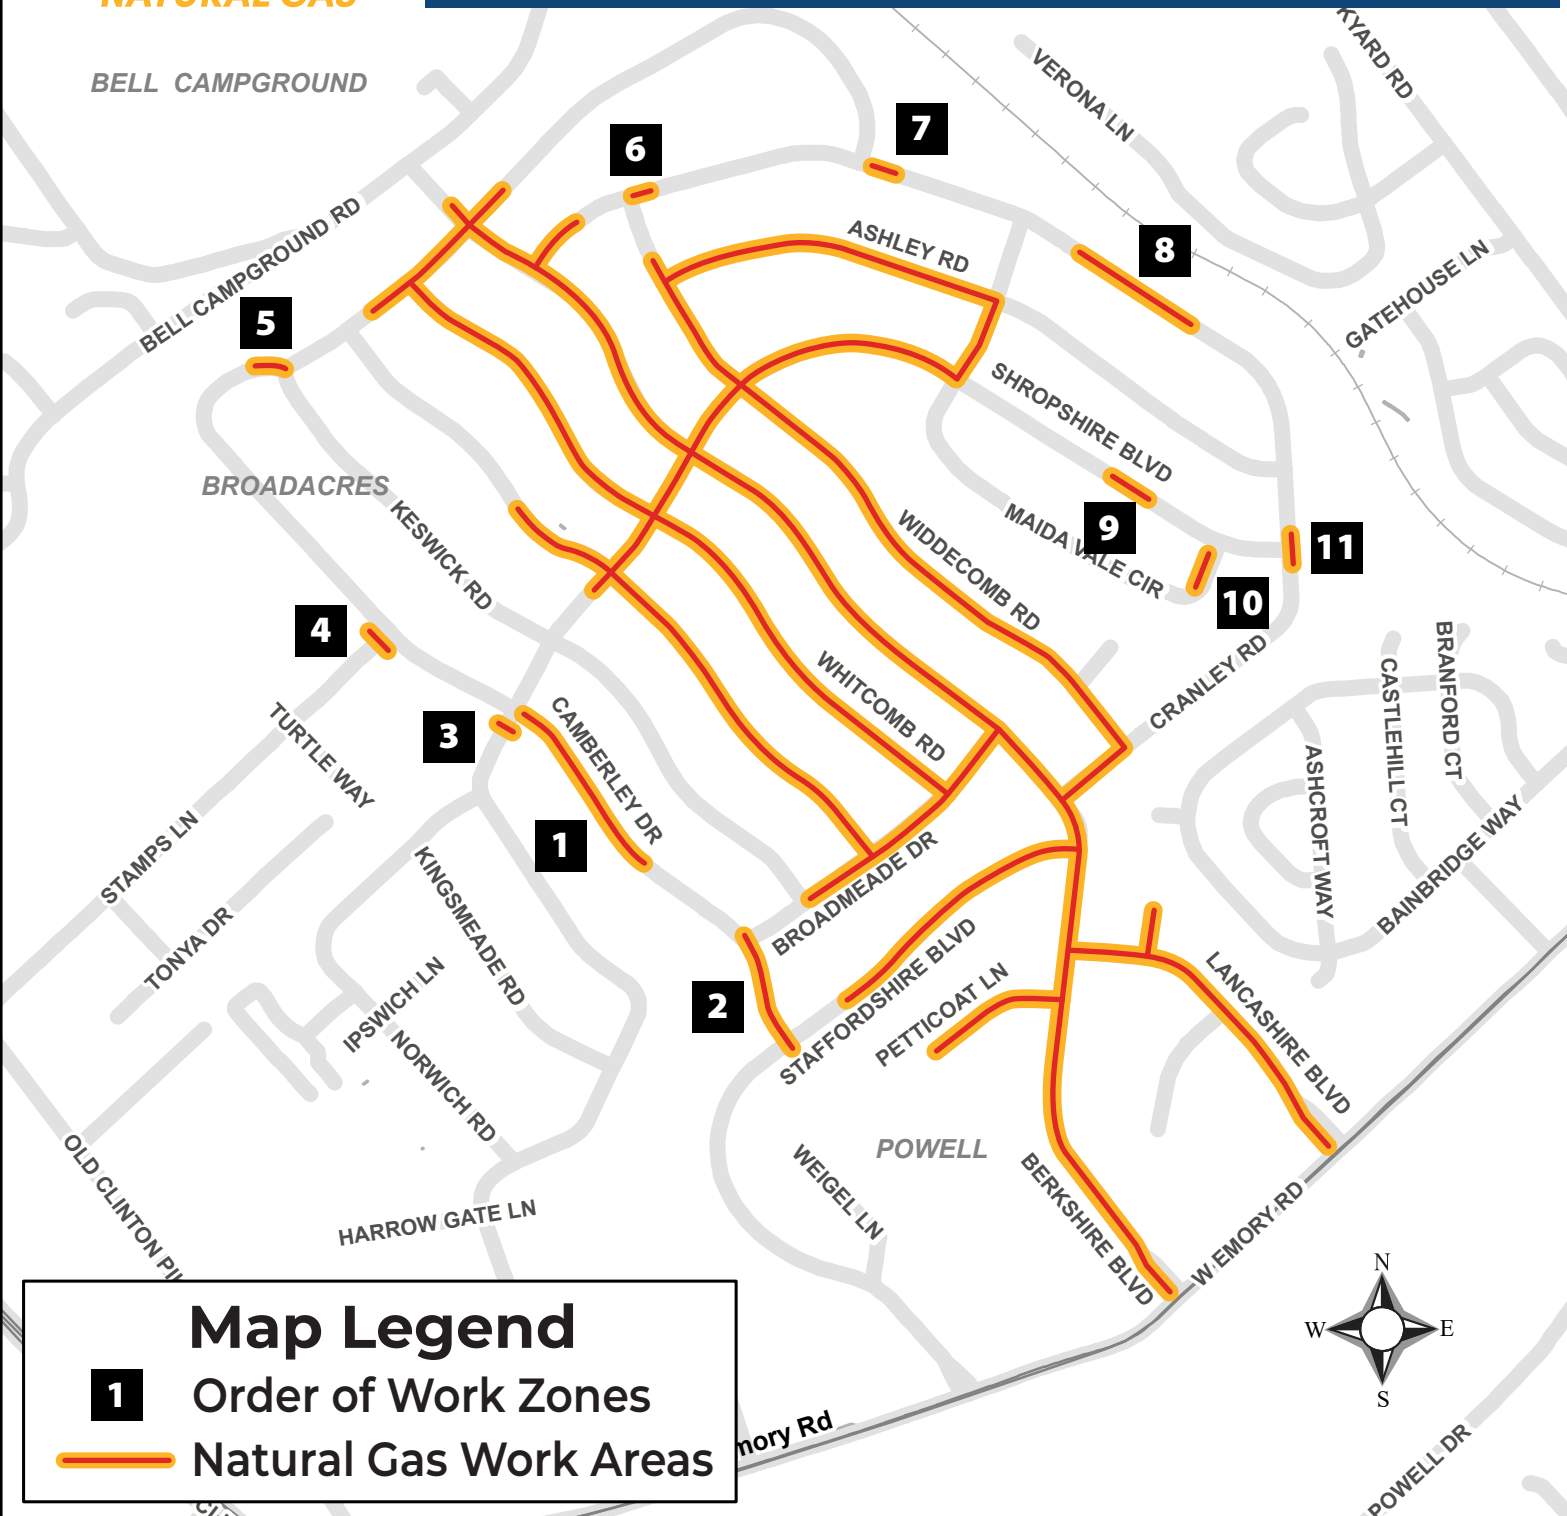 NATURAL GAS
BELL CAMPGROUND
KYARD RD
VERONA LN
7
6
BELL CAMPGROUND RD
ASHLEY RD
8
GATEHOUSE LN
5
SHROPSHIRE BLVD
BROADACRES
KESWICK RD
WIDDECOMB RD
MAIDA VALE CIR
9
11
10
4
CRANLEY RD
BRANFORD CT
CASTLEHILL CT
WHITCOMB RD
TURTLE WAY
3
CAMBERLEY DR
ASHCROFT WAY
1
STAMPS LN
BROADMEADE DR
BAINBRIDGE WAY
KINGSMEADE RD
TONYA DR
STAFFORDSHIRE BLVD
PETTICOAT LN
LANCASHIRE BLVD
IPSWICH LN
2
NORWICH RD
POWELL
WEIGEL LN
BERKSHIRE BLVD
OLD CLINTON PI
HARROW GATE LN
W EMORY RD
N
W
E
S
Map Legend
1 Order of Work Zones
Natural Gas Work Areas
mory Rd
POWELL DR